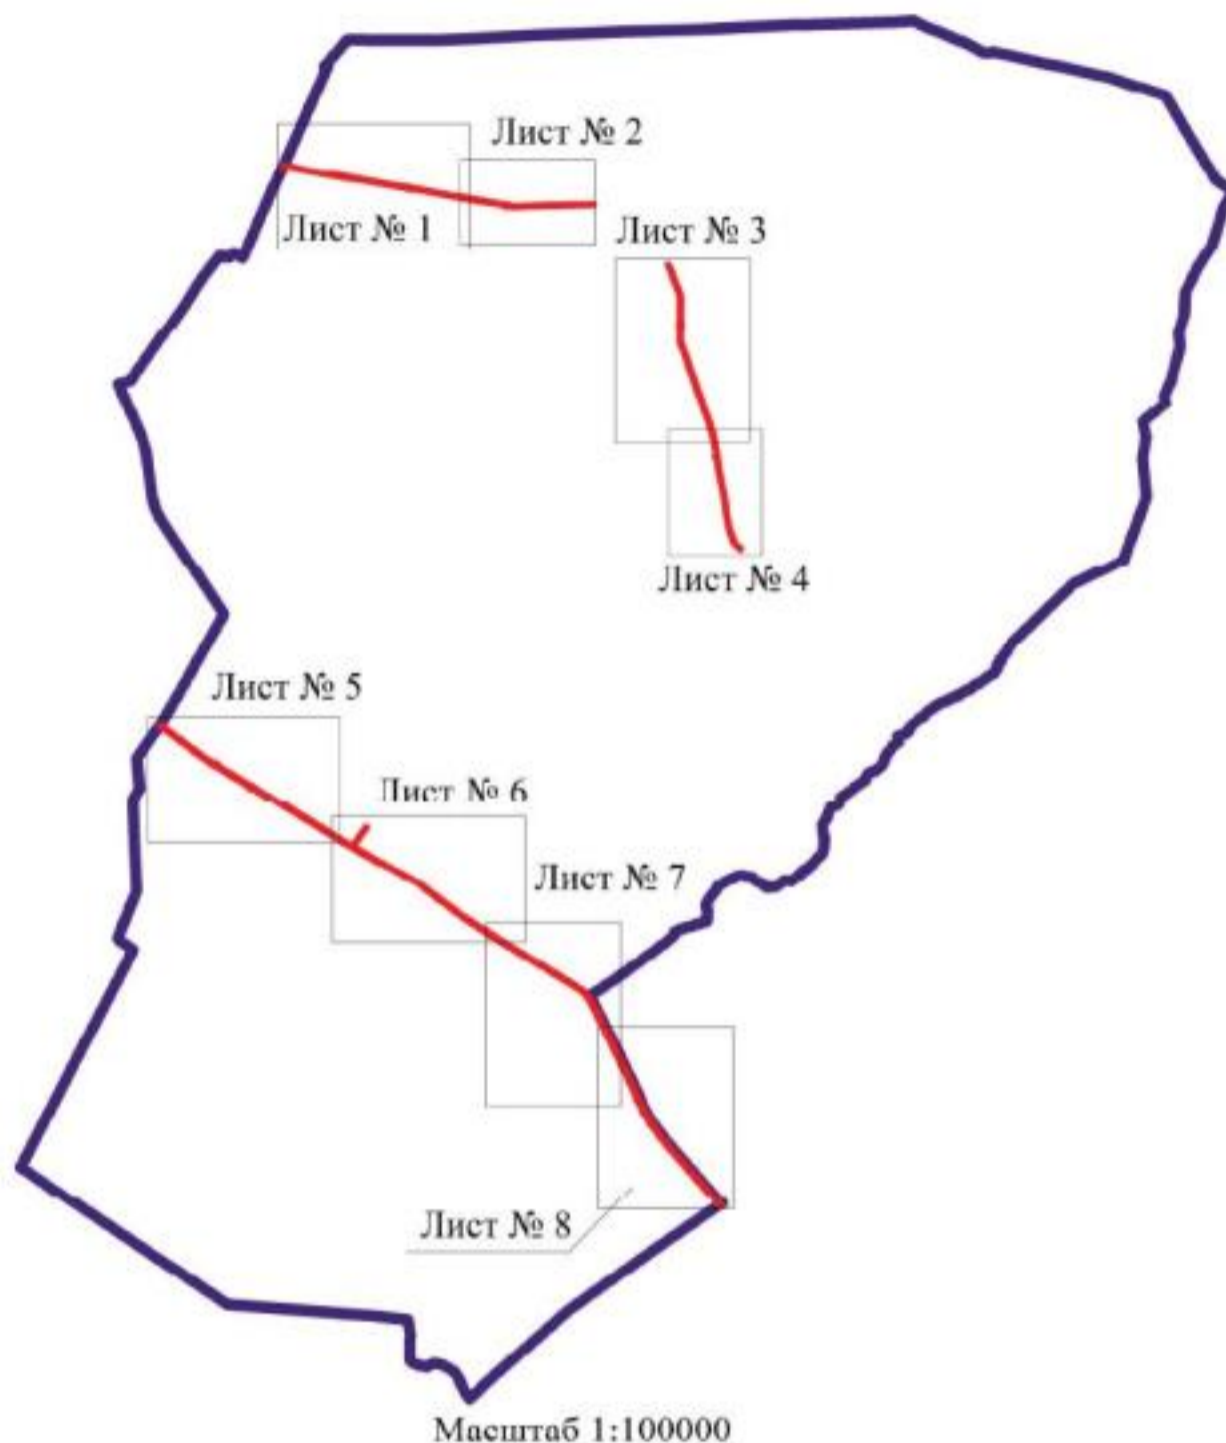 Лист № 2
Лист № 1
Лист № 3
Лист № 4
Лист № 5
Лист № 6
Лист № 7
Лист № 8
Масштаб 1:100000